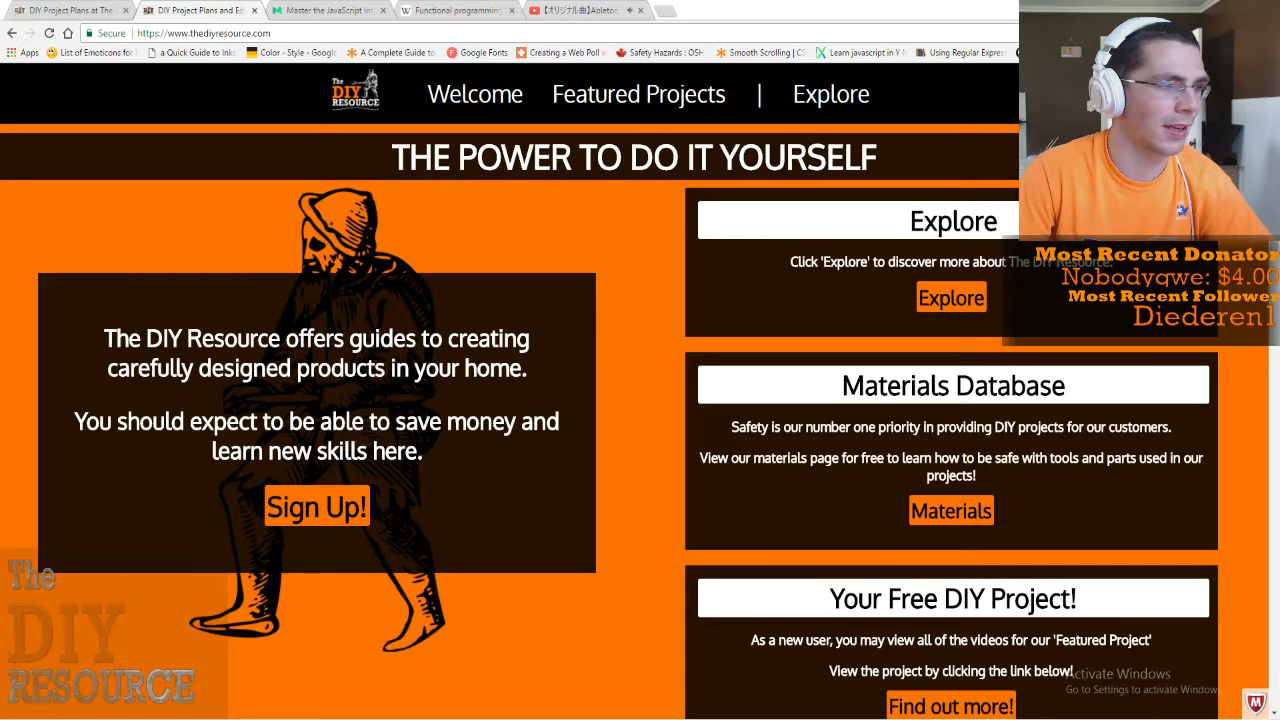 DIY Project Plans at The
DIY Project Plans and Ed
Master the JavaScript Int
Functional programming
【オリジナル曲】Ableton
Secure
https://www.thediyresource.com
Apps
List of Emoticons for
a Quick Guide to Inks
Color - Style - Google
A Complete Guide to
Google Fonts
Creating a Web Poll w
Safety Hazards : OSH
Smooth Scrolling | CS
Learn javascript in Y M
Using Regular Expres
The
DIY
RESOURCE
Welcome
Featured Projects
|
Explore
THE POWER TO DO IT YOURSELF
The DIY Resource offers guides to creating
carefully designed products in your home.
You should expect to be able to save money and
learn new skills here.
Sign Up!
Explore
Click 'Explore' to discover more about The DIY Resource.
Explore
Materials Database
Safety is our number one priority in providing DIY projects for our customers.
View our materials page for free to learn how to be safe with tools and parts used in our
projects!
Materials
Your Free DIY Project!
As a new user, you may view all of the videos for our 'Featured Project'
View the project by clicking the link below!
Find out more!
Most Recent Donator
Nobodyqwe: $4.00
Most Recent Follower
Diederen1
The
DIY
RESOURCE
Activate Windows
Go to Settings to activate Windows.